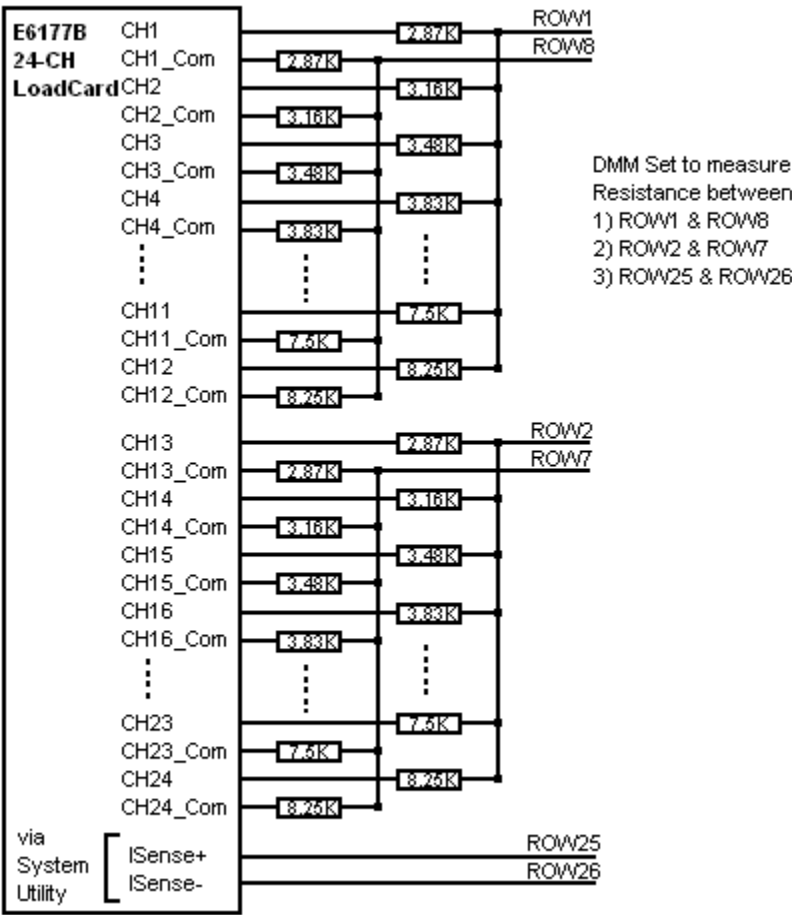 E6177B CH1 2.87K ROW1
24-CH CH1_Com 2.87K ROW8
LoadCard CH2 3.16K
CH2_Com 3.16K
CH3 3.48K
CH3_Com 3.48K
CH4 3.83K
CH4_Com 3.83K
DMM Set to measure
Resistance between
1) ROW1 & ROW8
2) ROW2 & ROW7
3) ROW25 & ROW26
CH11 7.5K
CH11_Com 7.5K
CH12 8.25K
CH12_Com 8.25K
CH13 2.87K ROW2
CH13_Com 2.87K ROW7
CH14 3.16K
CH14_Com 3.16K
CH15 3.48K
CH15_Com 3.48K
CH16 3.83K
CH16_Com 3.83K
CH23 7.5K
CH23_Com 7.5K
CH24 8.25K
CH24_Com 8.25K
via
System
Utility
ISense+ ROW25
ISense- ROW26